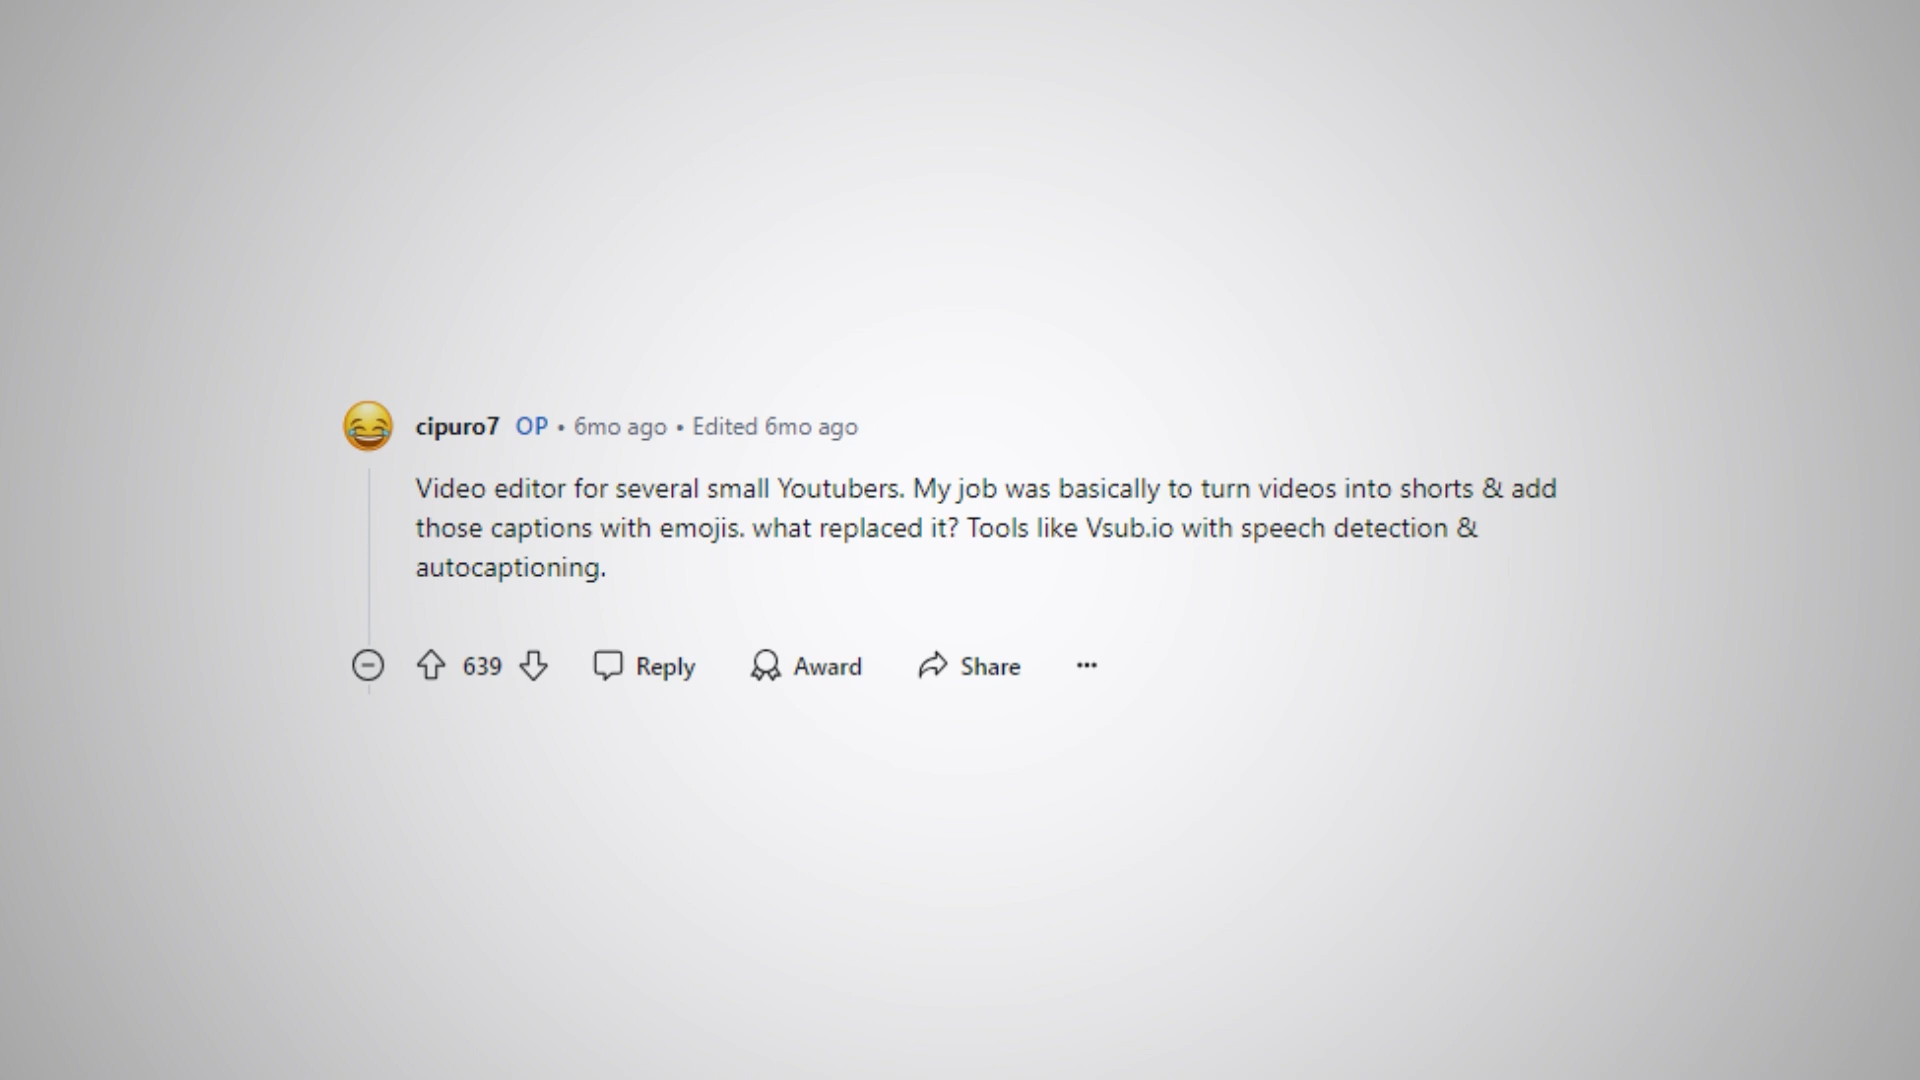 cipuro7 OP • 6mo ago • Edited 6mo ago
Video editor for several small Youtubers. My job was basically to turn videos into shorts & add
those captions with emojis. what replaced it? Tools like Vsub.io with speech detection &
autocaptioning.
639 Reply Award Share ...